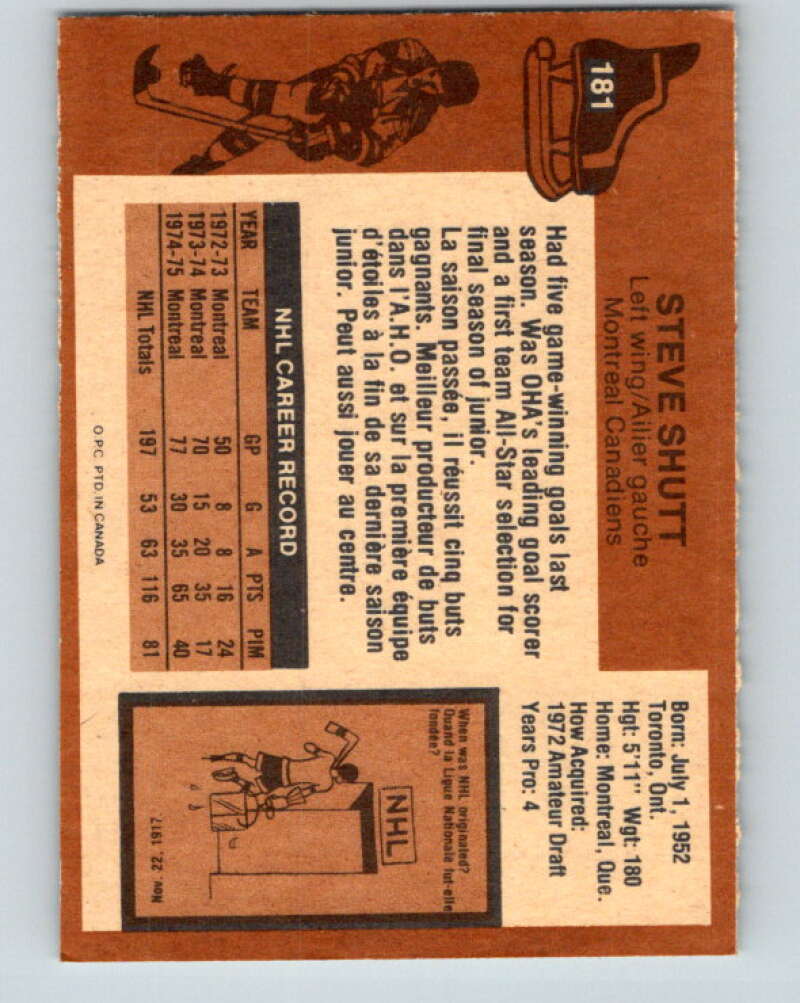 181
STEVE SHUTT
Left wing/Ailier gauche
Montreal Canadiens
Born: July 1, 1952
Toronto, Ont.
Hgt: 5'11" Wgt: 180
Home: Montreal, Que.
How Acquired:
1972 Amateur Draft
Years Pro: 4
Had five game-winning goals last
season. Was OHA's leading goal scorer
and a first team All-Star selection for
final season of junior.
La saison passée, il réussit cinq buts
gagnants. Meilleur producteur de buts
dans l'A.H.O. et sur la première équipe
d'étoiles à la fin de sa dernière saison
junior. Peut aussi jouer au centre.
NHL CAREER RECORD
YEAR TEAM GP G A PTS PIM
1972-73 Montreal 50 8 8 16 24
1973-74 Montreal 70 15 20 35 17
1974-75 Montreal 77 30 35 65 40
NHL Totals 197 53 63 116 81
O.P.C. PTD. IN CANADA
When was NHL originated?
Quand la Ligue Nationale fut-elle
fondée?
NHL
Nov. 22, 1917